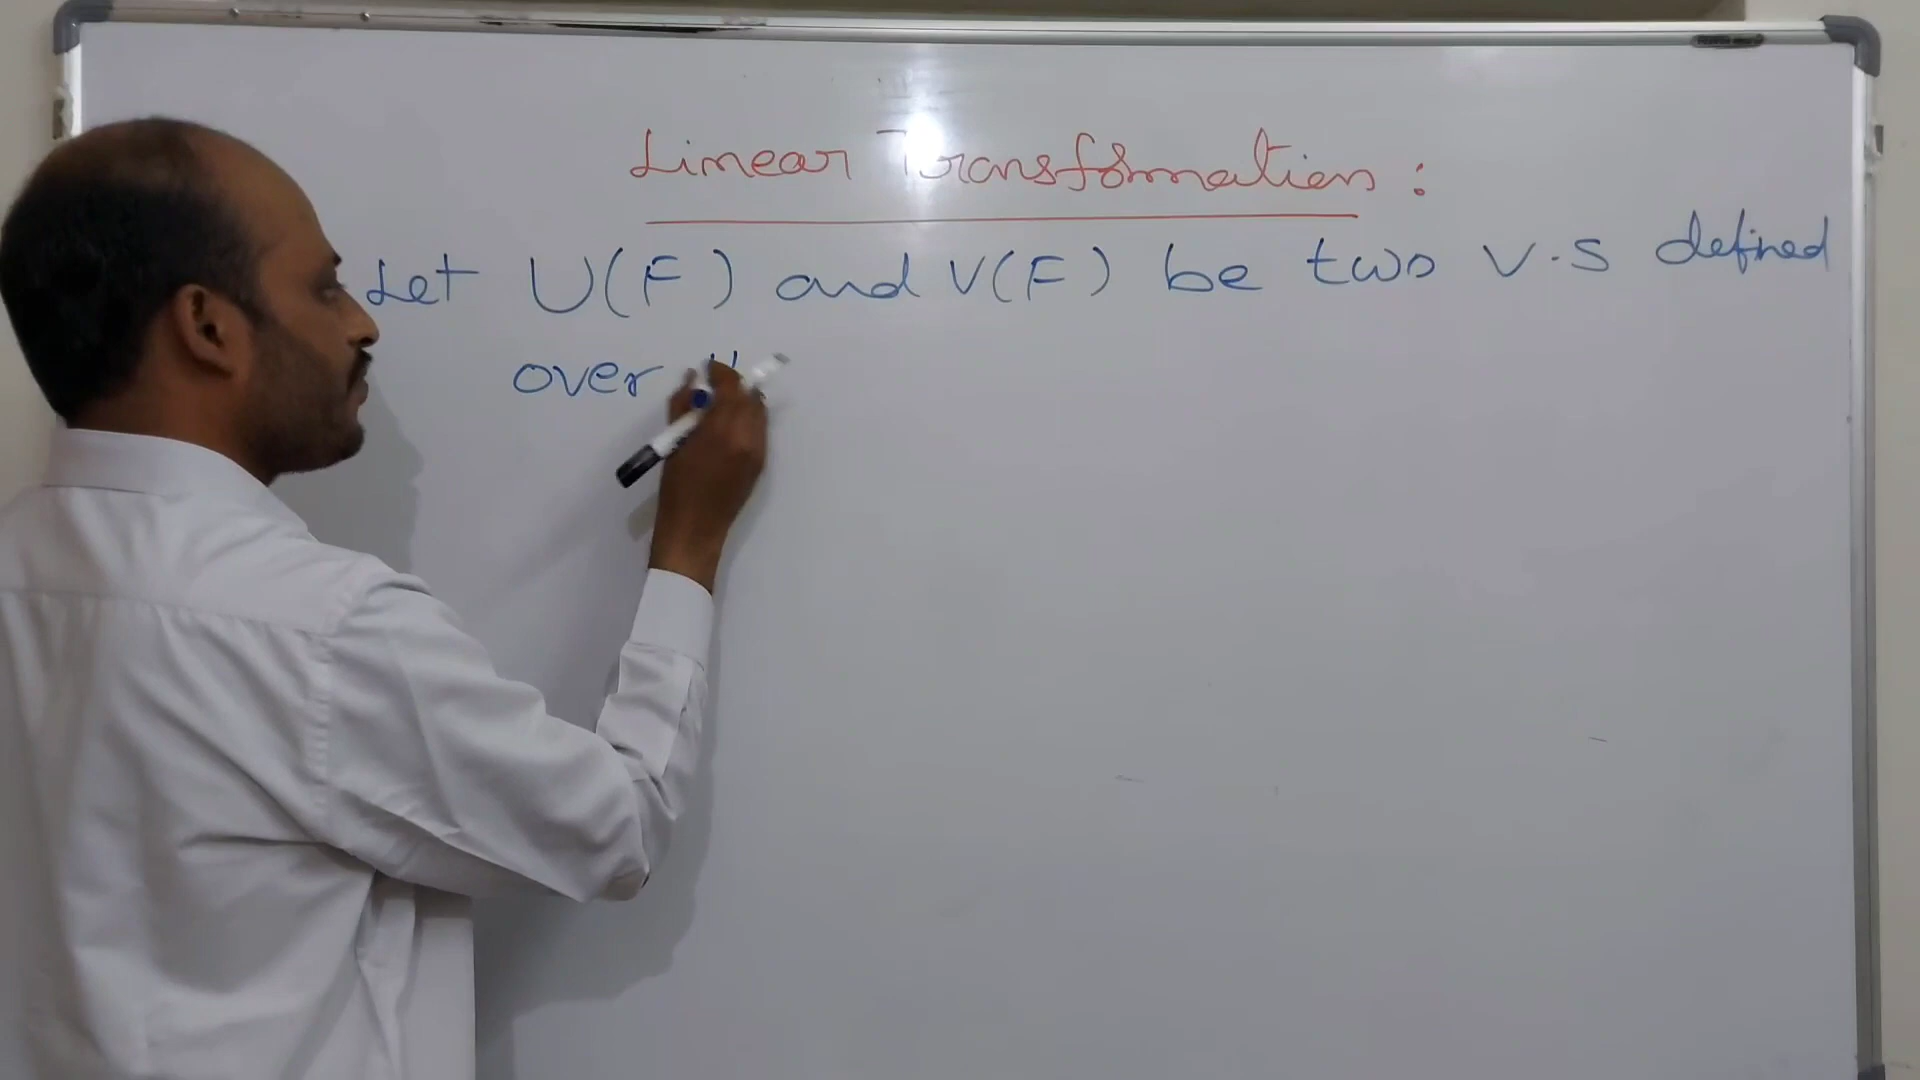 Linear Transformation :
Let U(F) and V(F) be two V.S defined
over